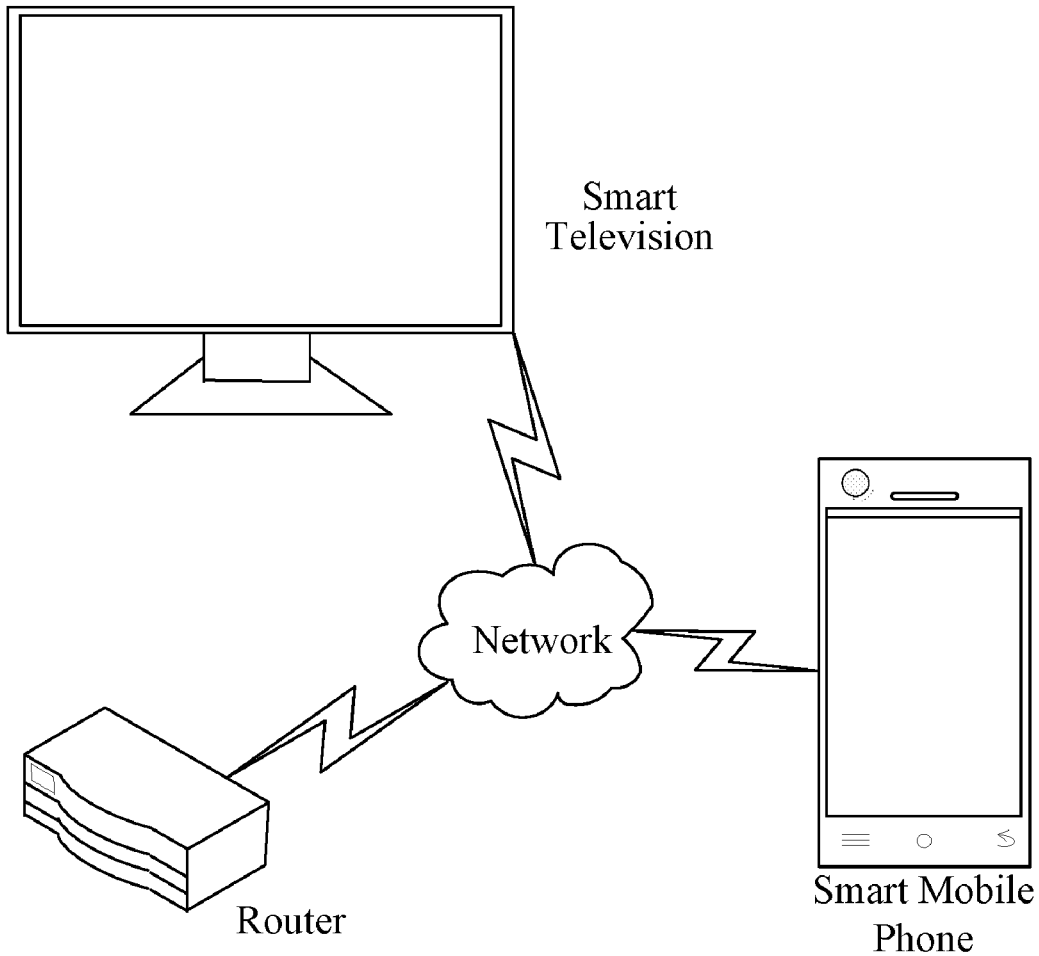 Smart
Television
Network
Router
Smart Mobile
Phone